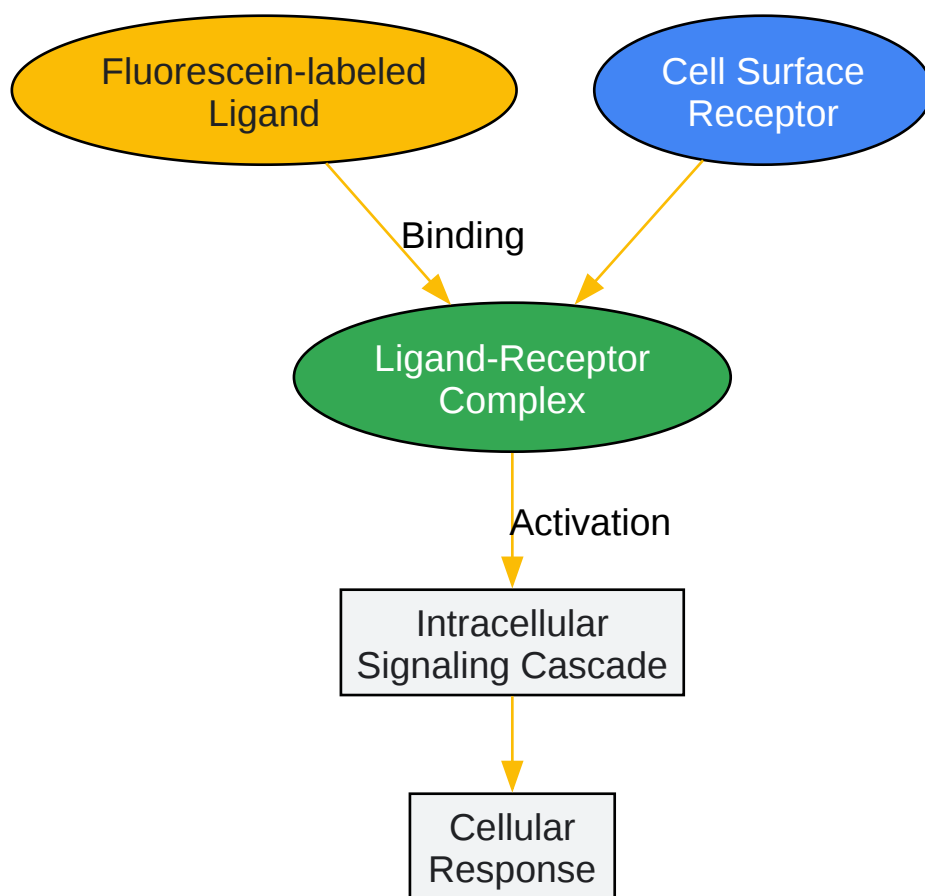 Fluorescein-labeled
Ligand
Cell Surface
Receptor
Binding
Ligand-Receptor
Complex
Activation
Intracellular
Signaling Cascade
Cellular
Response